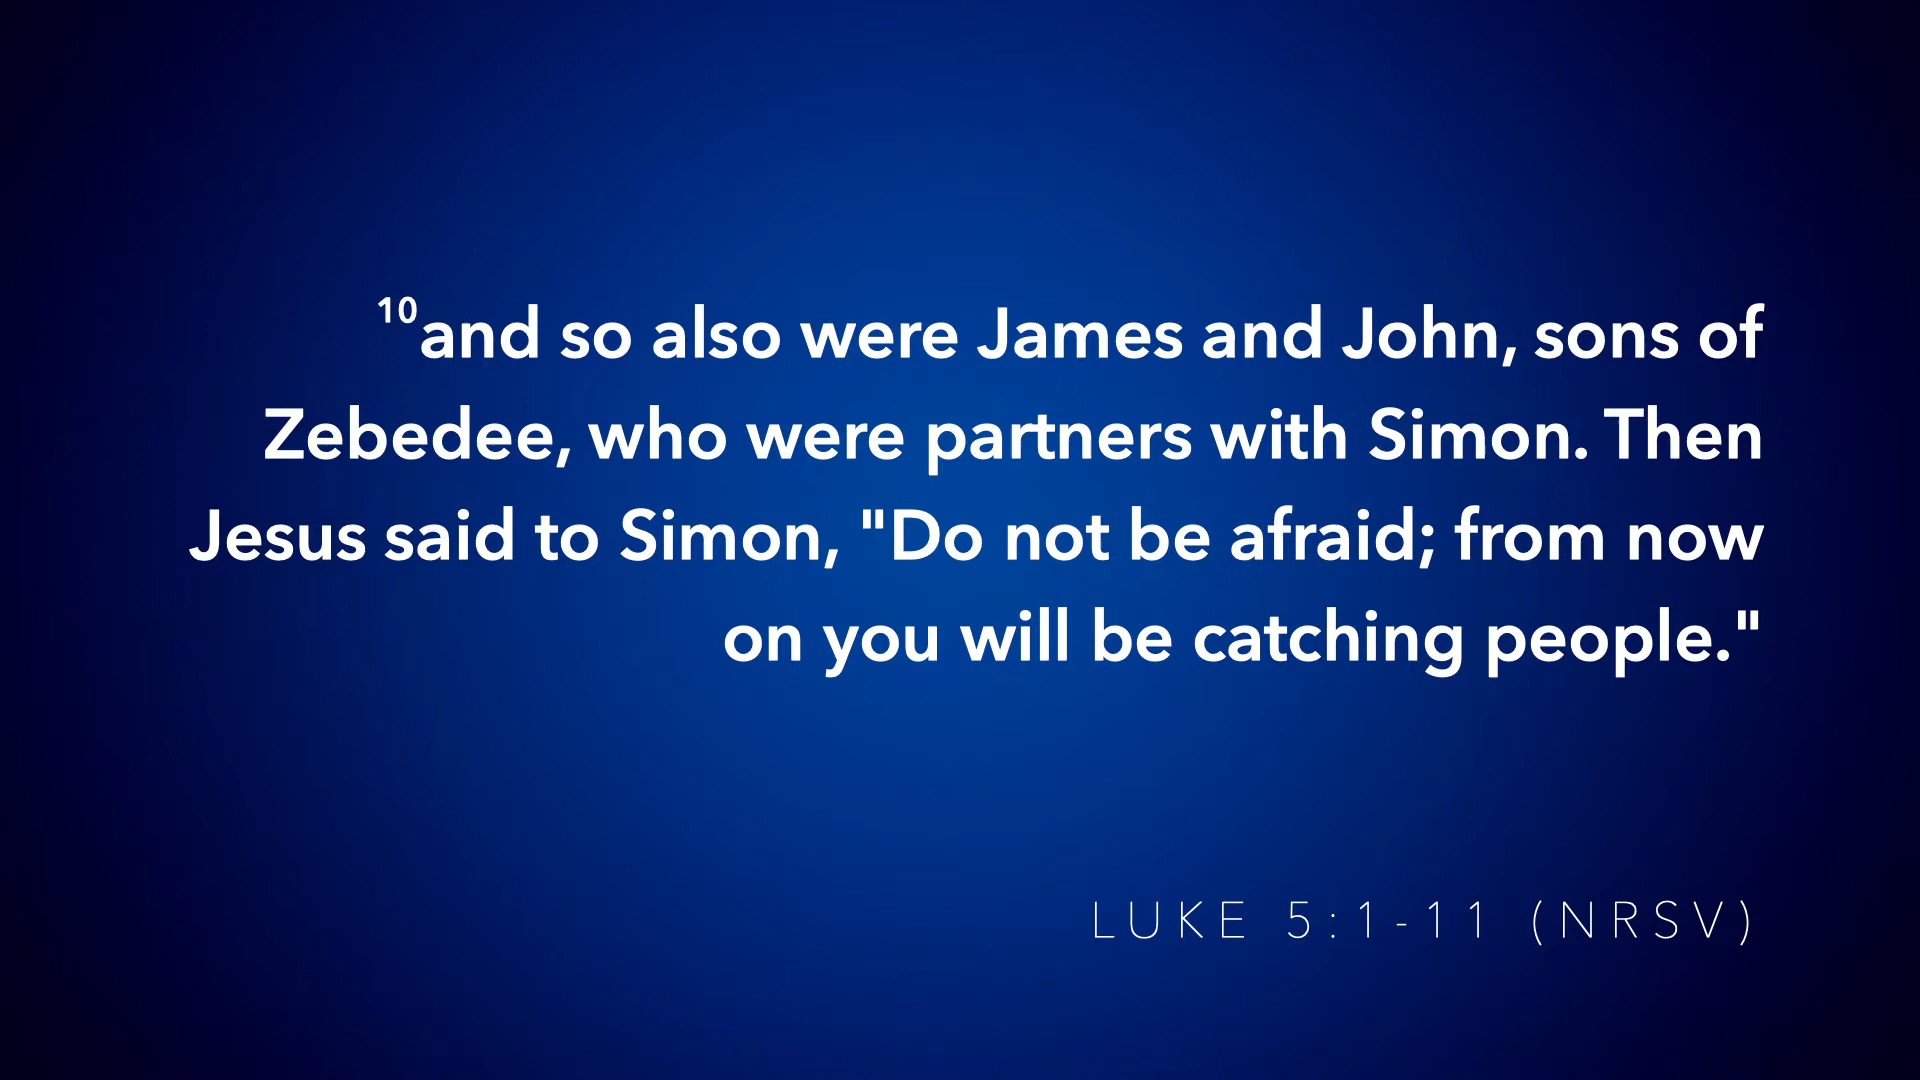 10and so also were James and John, sons of
Zebedee, who were partners with Simon. Then
Jesus said to Simon, "Do not be afraid; from now
on you will be catching people."
LUKE 5:1-11 (NRSV)